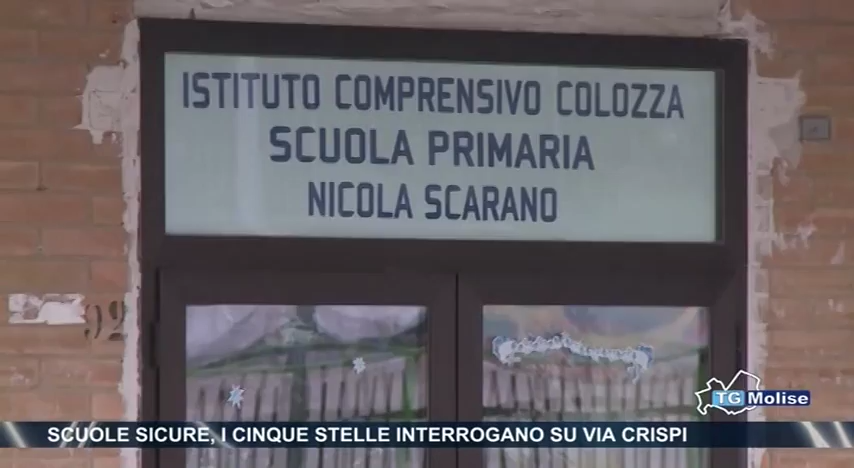 ISTITUTO COMPRENSIVO COLOZZA
SCUOLA PRIMARIA
NICOLA SCARANO
92
TG Molise
SCUOLE SICURE, I CINQUE STELLE INTERROGANO SU VIA CRISPI